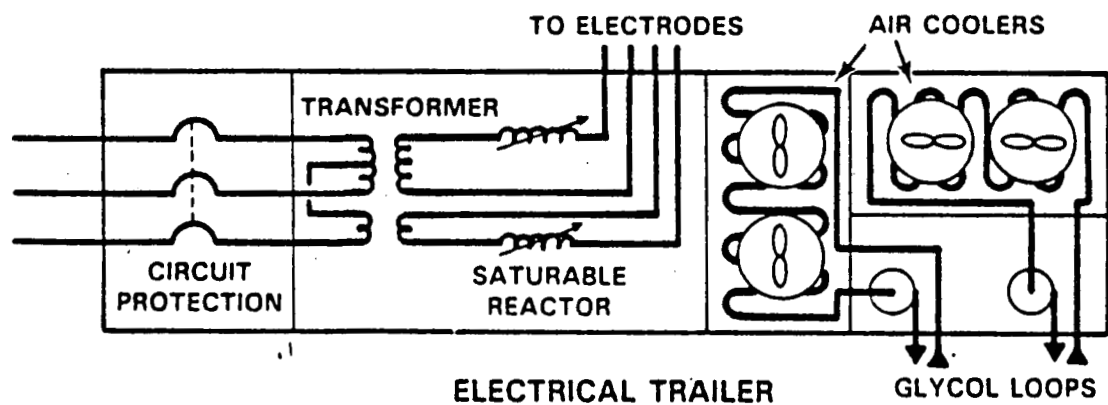 TO ELECTRODES
AIR COOLERS
TRANSFORMER
CIRCUIT
PROTECTION
SATURABLE
REACTOR
ELECTRICAL TRAILER
GLYCOL LOOPS